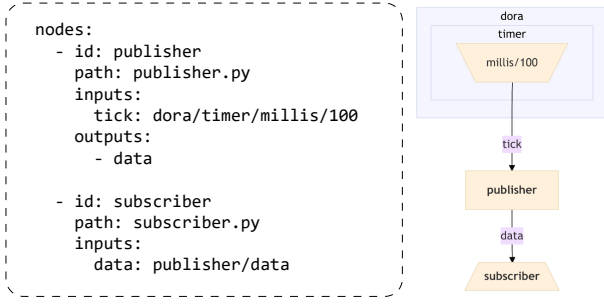 nodes:
  - id: publisher
    path: publisher.py
    inputs:
      tick: dora/timer/millis/100
    outputs:
      - data
  - id: subscriber
    path: subscriber.py
    inputs:
      data: publisher/data
dora
timer
millis/100
tick
publisher
data
subscriber